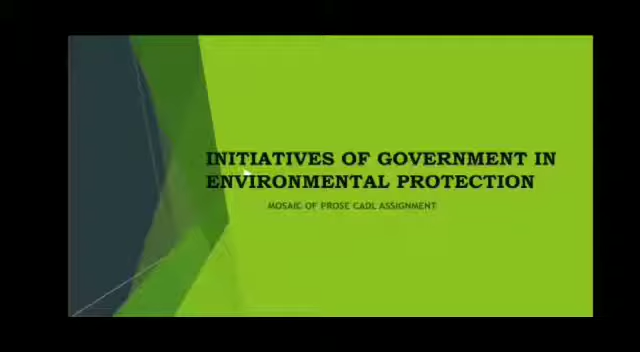 INITIATIVES OF GOVERNMENT IN
ENVIRONMENTAL PROTECTION
MOSAIC OF PROSE CADL ASSIGNMENT